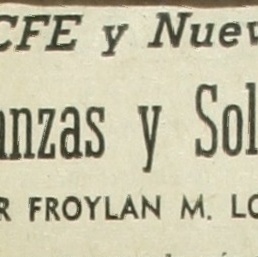 CFE y Nuev
anzas y Sol
R FROYLAN M. LO